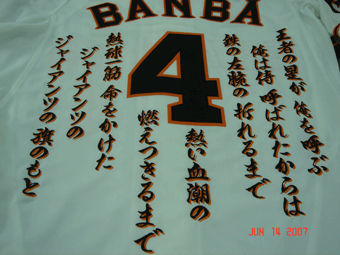 BANBA
4
王者の星が 俺を呼ぶ
俺は侍 呼ばれたからは
鉄の左腕の 折れるまで
熱い血潮の
燃えつきるまで
熱球一筋 命をかけた
ジャイアンツの
ジャイアンツの 旗のもと
JUN 14 2007